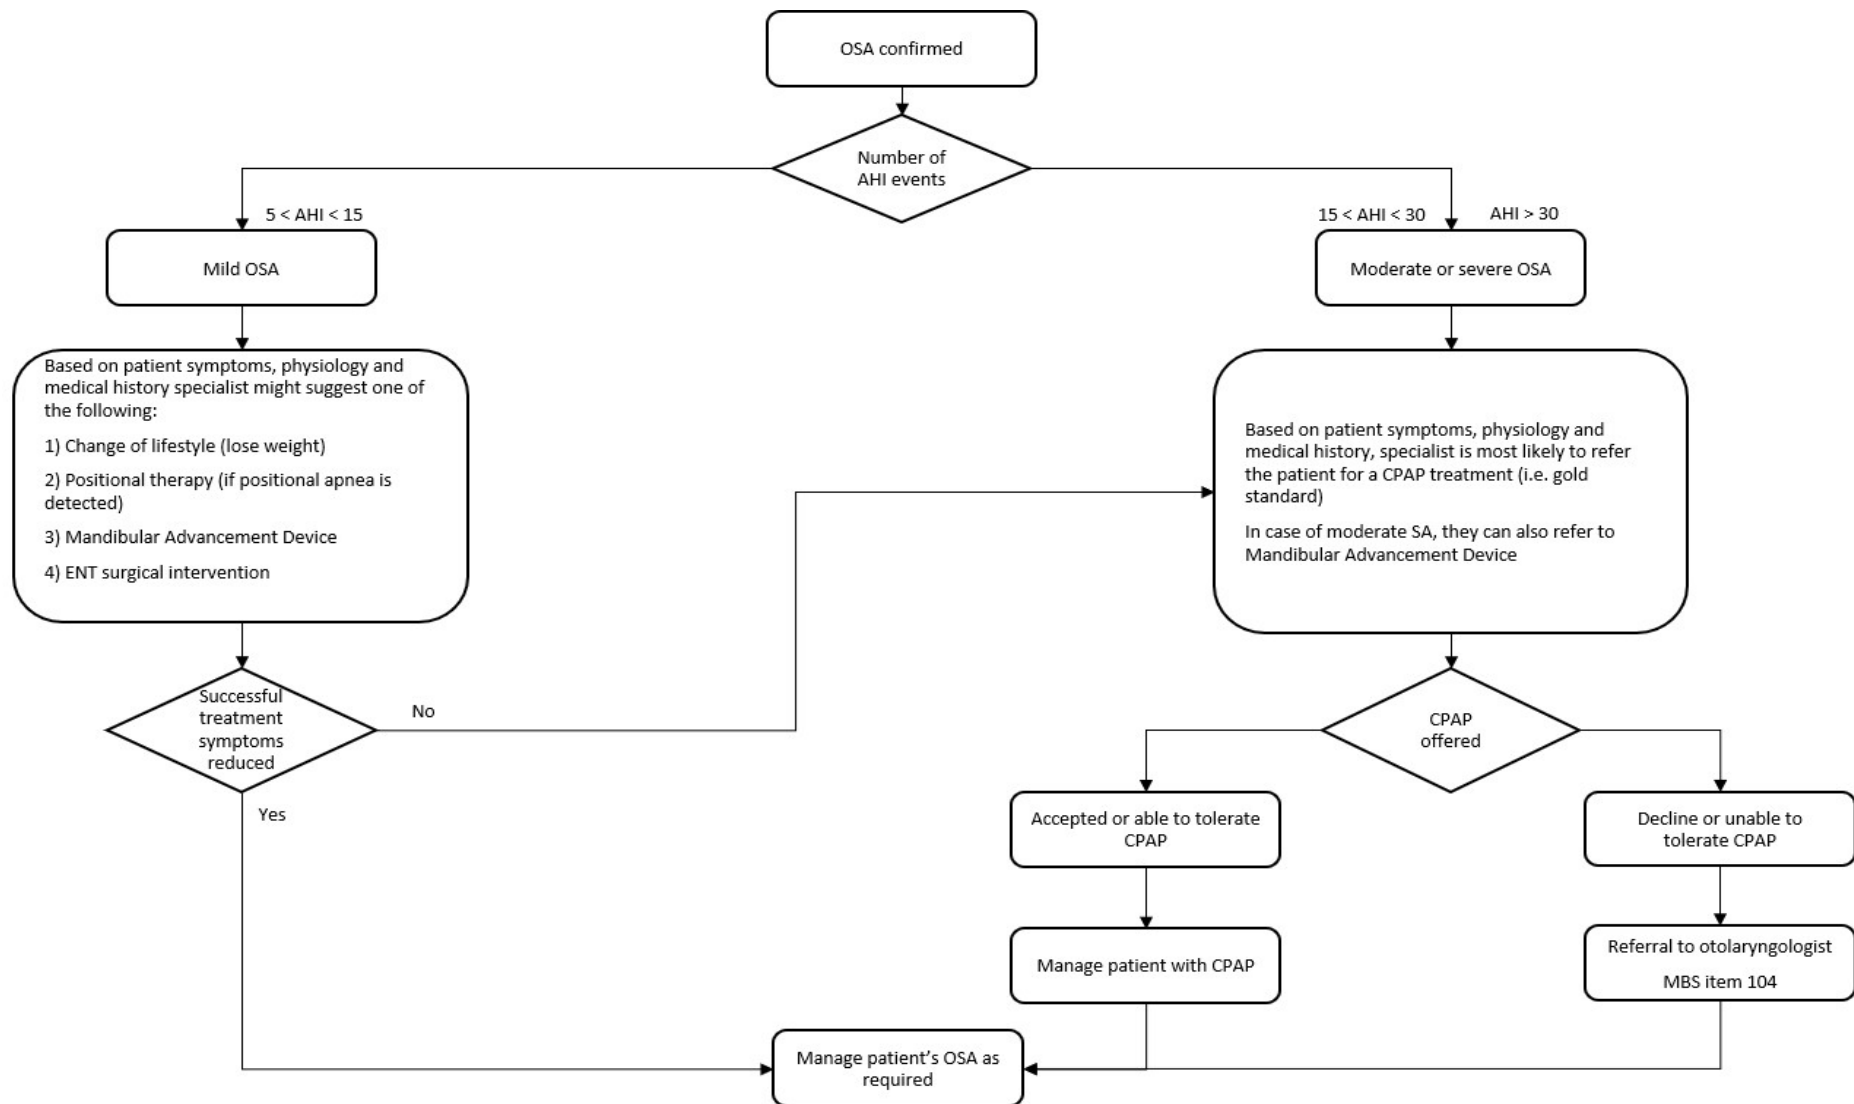 OSA confirmed
Number of
AHI events
5 < AHI < 15
15 < AHI < 30
AHI > 30
Mild OSA
Moderate or severe OSA
Based on patient symptoms, physiology and
medical history specialist might suggest one of
the following:
1) Change of lifestyle (lose weight)
2) Positional therapy (if positional apnea is
detected)
3) Mandibular Advancement Device
4) ENT surgical intervention
Based on patient symptoms, physiology and
medical history, specialist is most likely to refer
the patient for a CPAP treatment (i.e. gold
standard)
In case of moderate SA, they can also refer to
Mandibular Advancement Device
Successful
treatment
symptoms
reduced
No
Yes
CPAP
offered
Accepted or able to tolerate
CPAP
Decline or unable to
tolerate CPAP
Manage patient with CPAP
Referral to otolaryngologist
MBS item 104
Manage patient’s OSA as
required